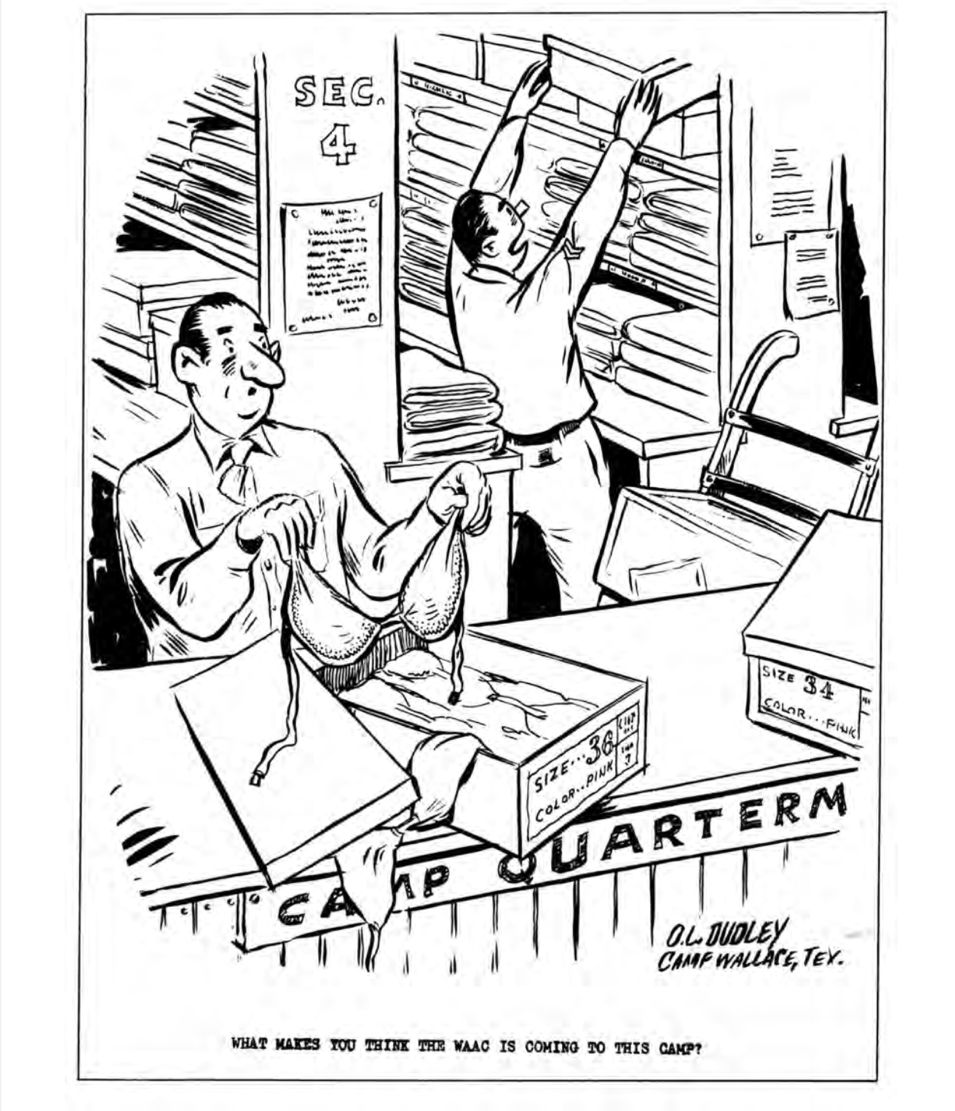 SEC.
4
SIZE 34
COLOR...PINK
SIZE...36
COLOR..PINK
CAMP QUARTERM
O.L. DUDLEY
CAMP WALLACE, TEX.
WHAT MAKES YOU THINK THE WAAC IS COMING TO THIS CAMP?